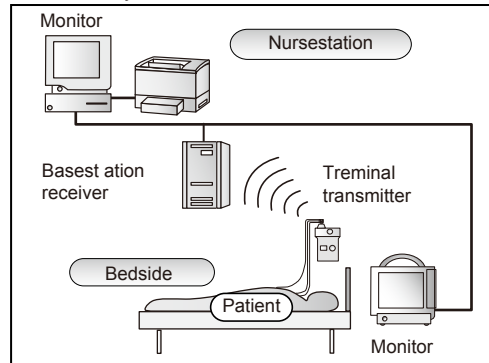 Monitor
Nursestation
Basest ation
receiver
Treminal
transmitter
Bedside
Patient
Monitor